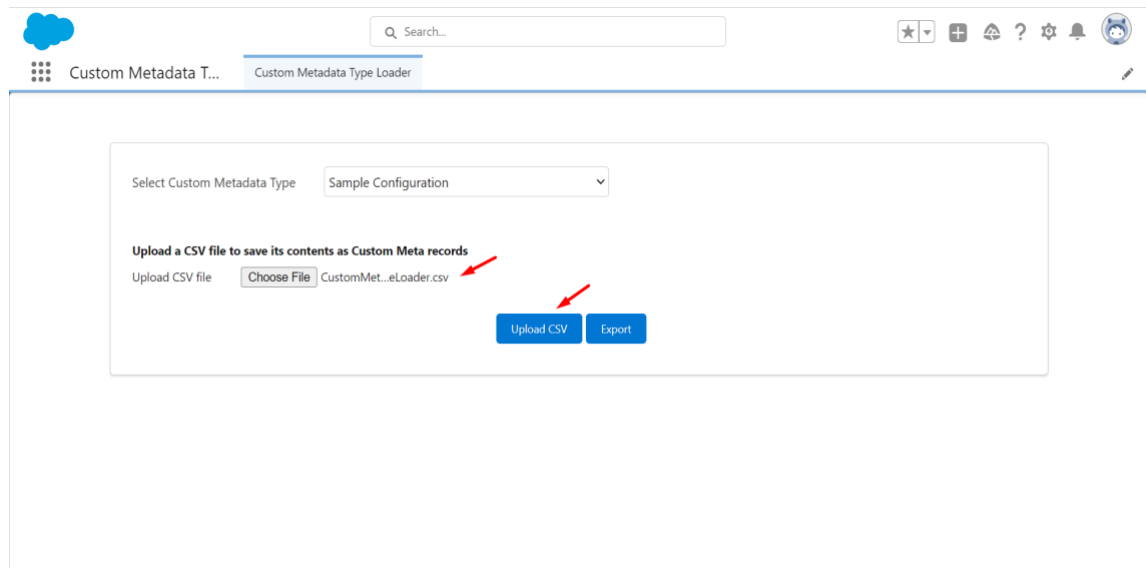 Search...
Custom Metadata T... Custom Metadata Type Loader
Select Custom Metadata Type Sample Configuration
Upload a CSV file to save its contents as Custom Meta records
Upload CSV file Choose File CustomMet...eLoader.csv
Upload CSV Export